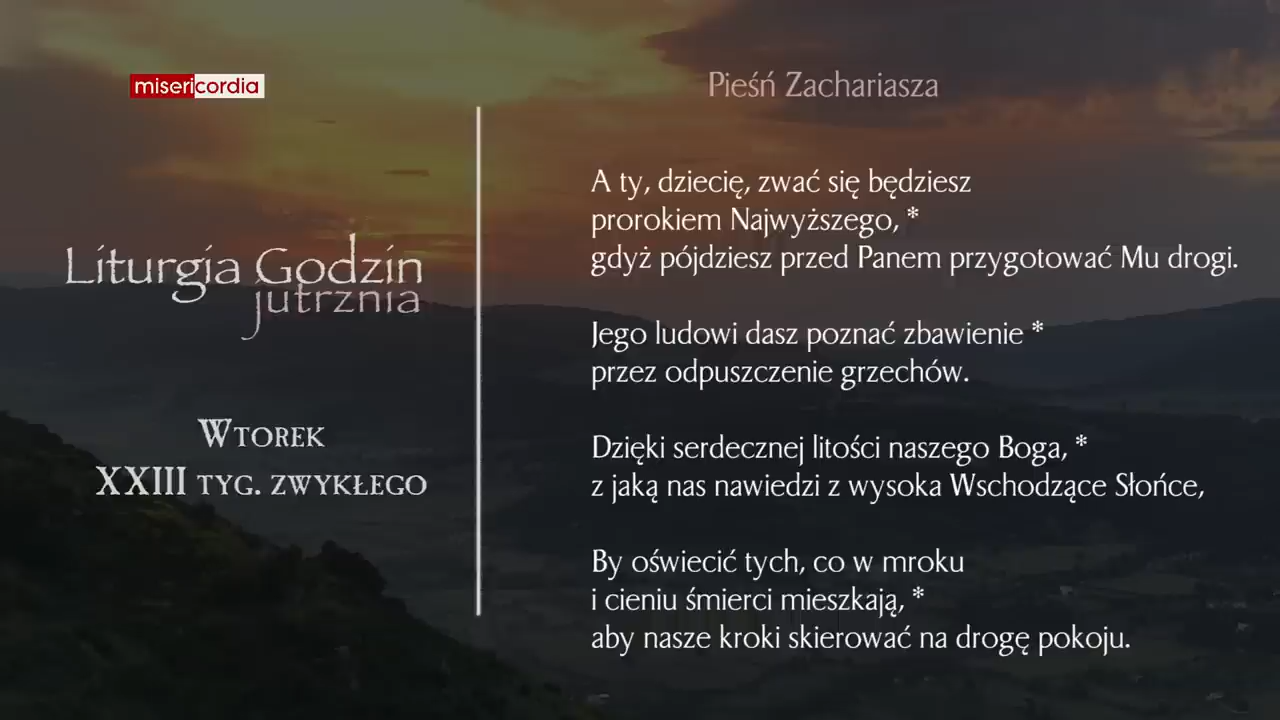 misericordia
Liturgia Godzin
jutrznia
Wtorek
XXIII tyg. zwykłego
Pieśń Zachariasza
A ty, dziecię, zwać się będziesz
prorokiem Najwyższego, *
gdyż pójdziesz przed Panem przygotować Mu drogi.
Jego ludowi dasz poznać zbawienie *
przez odpuszczenie grzechów.
Dzięki serdecznej litości naszego Boga, *
z jaką nas nawiedzi z wysoka Wschodzące Słońce,
By oświecić tych, co w mroku
i cieniu śmierci mieszkają, *
aby nasze kroki skierować na drogę pokoju.